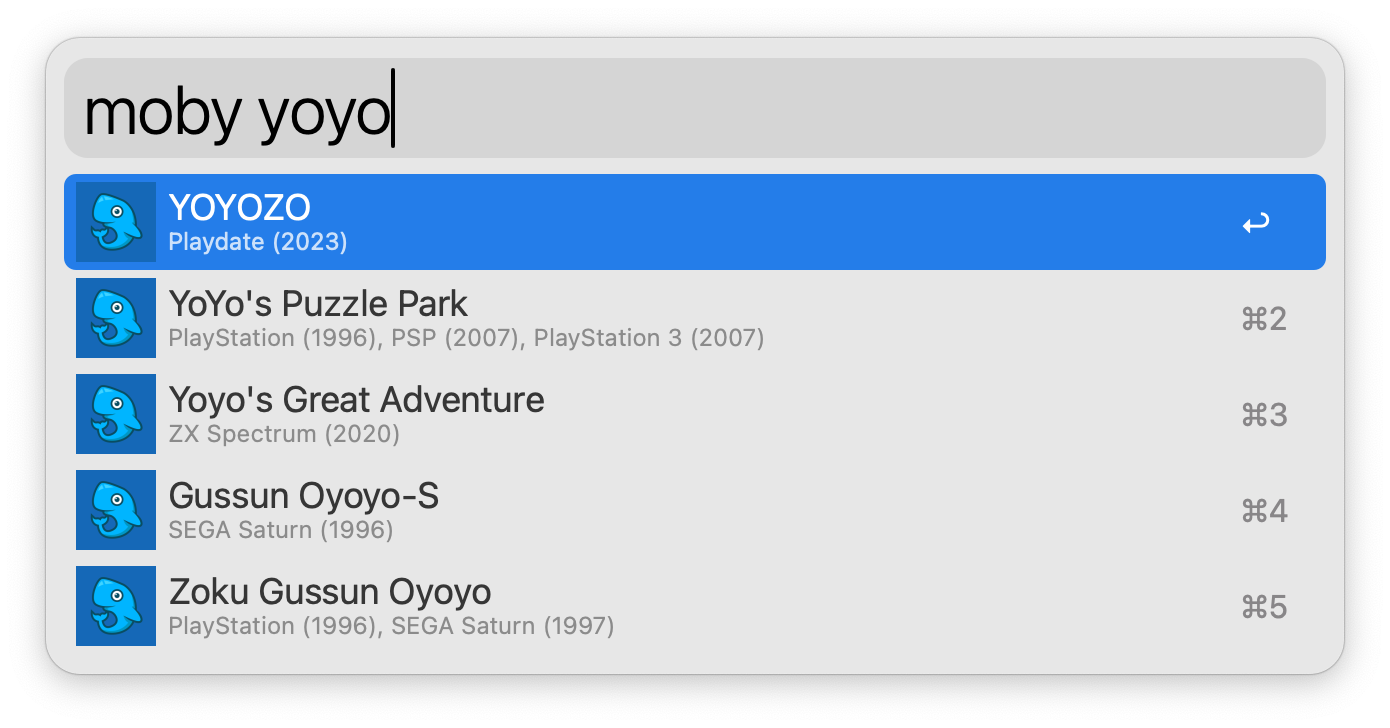 moby yoyo
YOYOZO
Playdate (2023)
↩
YoYo's Puzzle Park
PlayStation (1996), PSP (2007), PlayStation 3 (2007)
⌘2
Yoyo's Great Adventure
ZX Spectrum (2020)
⌘3
Gussun Oyoyo-S
SEGA Saturn (1996)
⌘4
Zoku Gussun Oyoyo
PlayStation (1996), SEGA Saturn (1997)
⌘5